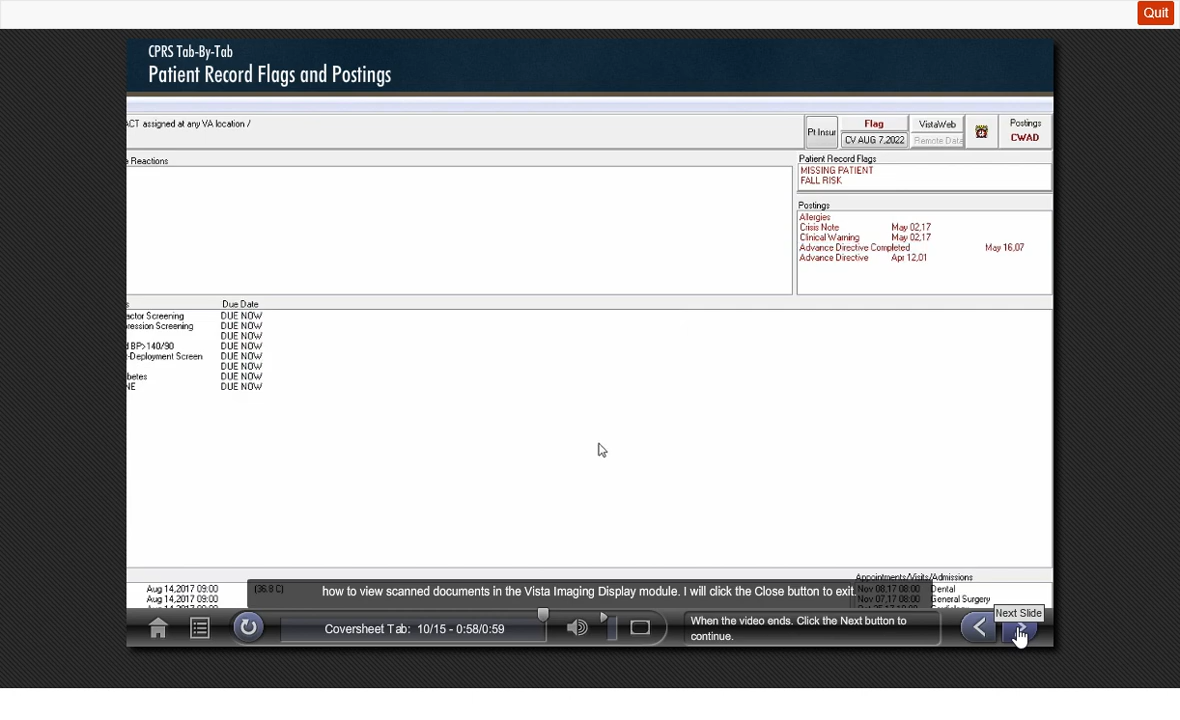 Quit
CPRS Tab-By-Tab
Patient Record Flags and Postings
ACT assigned at any VA location /
Pt Insur
Flag
CV AUG 7,2022
VistaWeb
Remote Data
Postings
CWAD
e Reactions
Patient Record Flags
MISSING PATIENT
FALL RISK
Postings
Allergies
Crisis Note May 02,17
Clinical Warning May 02,17
Advance Directive Completed May 16,07
Advance Directive Apr 12,01
s Due Date
actor Screening DUE NOW
ression Screening DUE NOW
DUE NOW
d BP>140/90 DUE NOW
t-Deployment Screen DUE NOW
DUE NOW
betes DUE NOW
NE DUE NOW
Appointments/Visits/Admissions
Aug 14,2017 09:00 (36.8 C) Nov 08,17 08:00 Dental
Aug 14,2017 09:00 Nov 07,17 08:00 General Surgery
how to view scanned documents in the Vista Imaging Display module. I will click the Close button to exit.
Next Slide
Coversheet Tab: 10/15 - 0:58/0:59
When the video ends. Click the Next button to
continue.